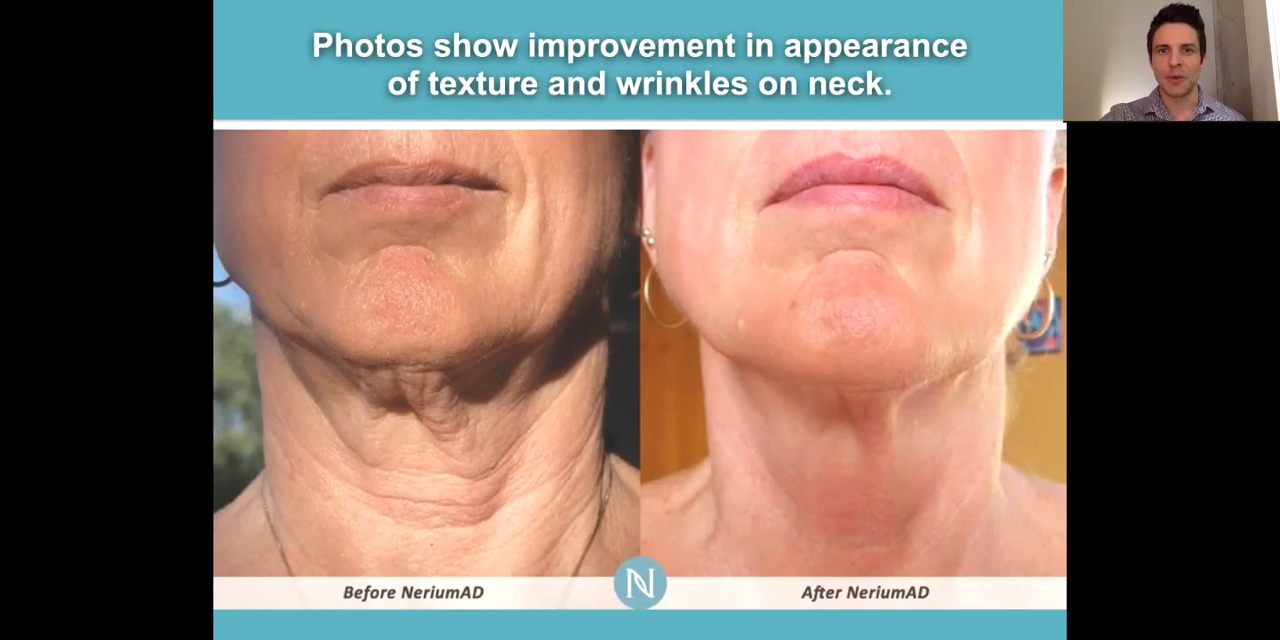 Photos show improvement in appearance
of texture and wrinkles on neck.
Before NeriumAD
N
After NeriumAD